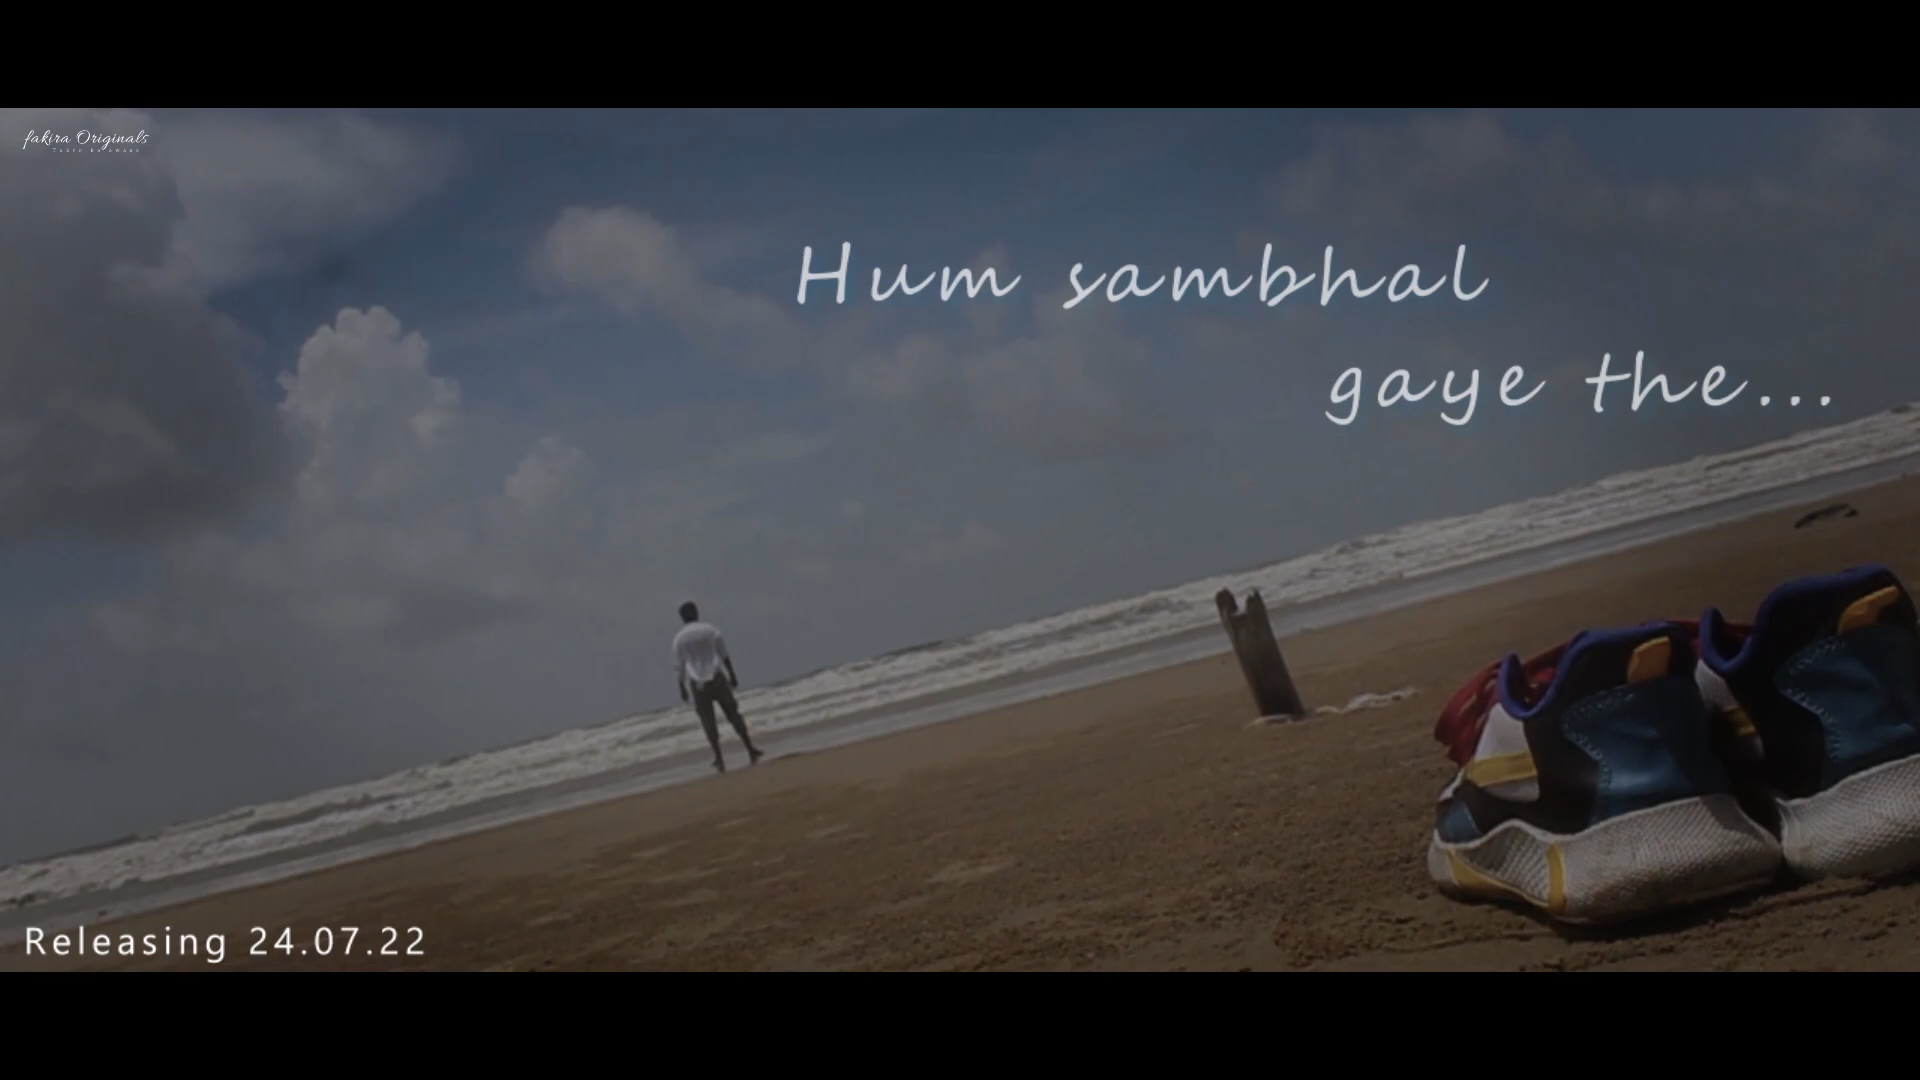 fakira Originals
Hum sambhal
gaye the...
Releasing 24.07.22